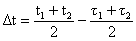 Δt = (t₁ + t₂)/2 − (τ₁ + τ₂)/2